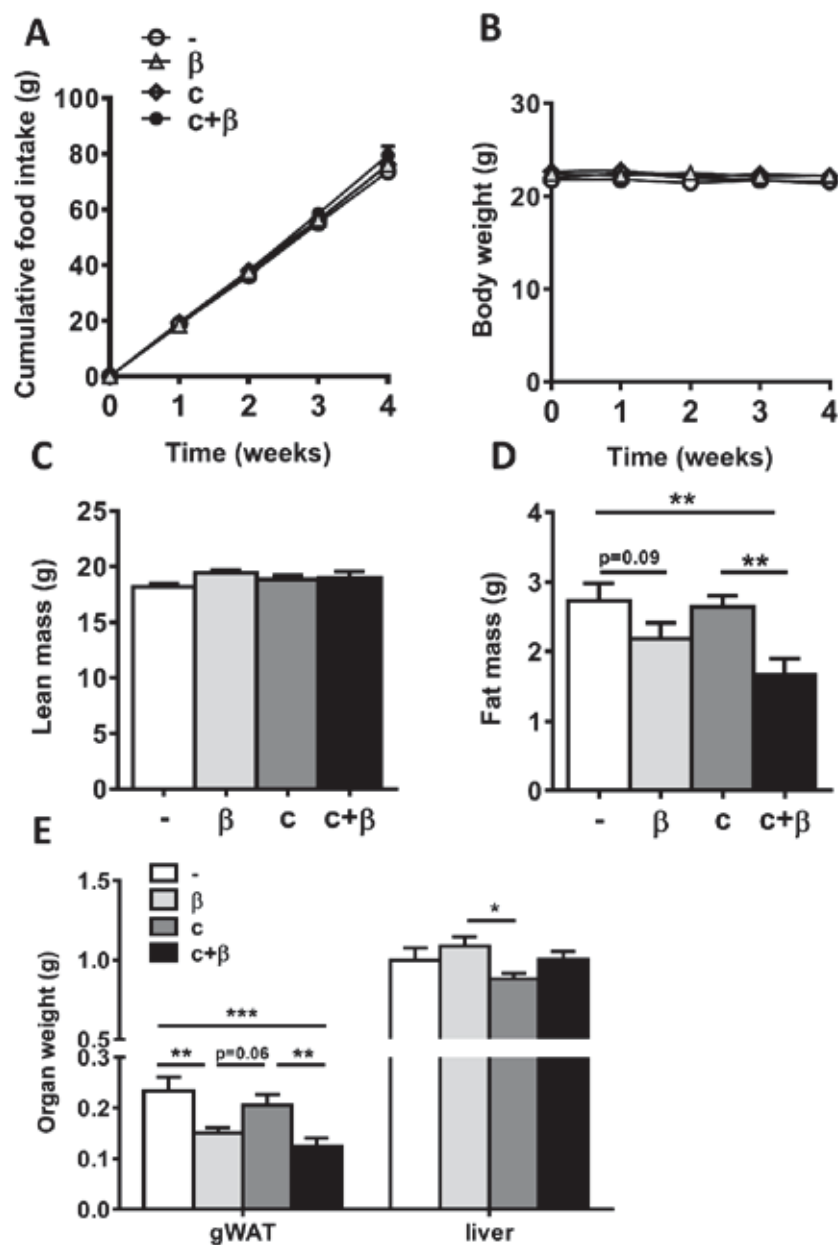 A
-
β
c
c+β
Cumulative food intake (g)
100
80
60
40
20
0
0 1 2 3 4
Time (weeks)
B
Body weight (g)
30
20
10
0
0 1 2 3 4
Time (weeks)
C
Lean mass (g)
25
20
15
10
5
0
- β c c+β
D
Fat mass (g)
4
3
2
1
0
**
p=0.09 **
- β c c+β
E
-
β
c
c+β
Organ weight (g)
1.5
1.0
0.5
0.3
0.2
0.1
0.0
*
***
** p=0.06 **
gWAT liver